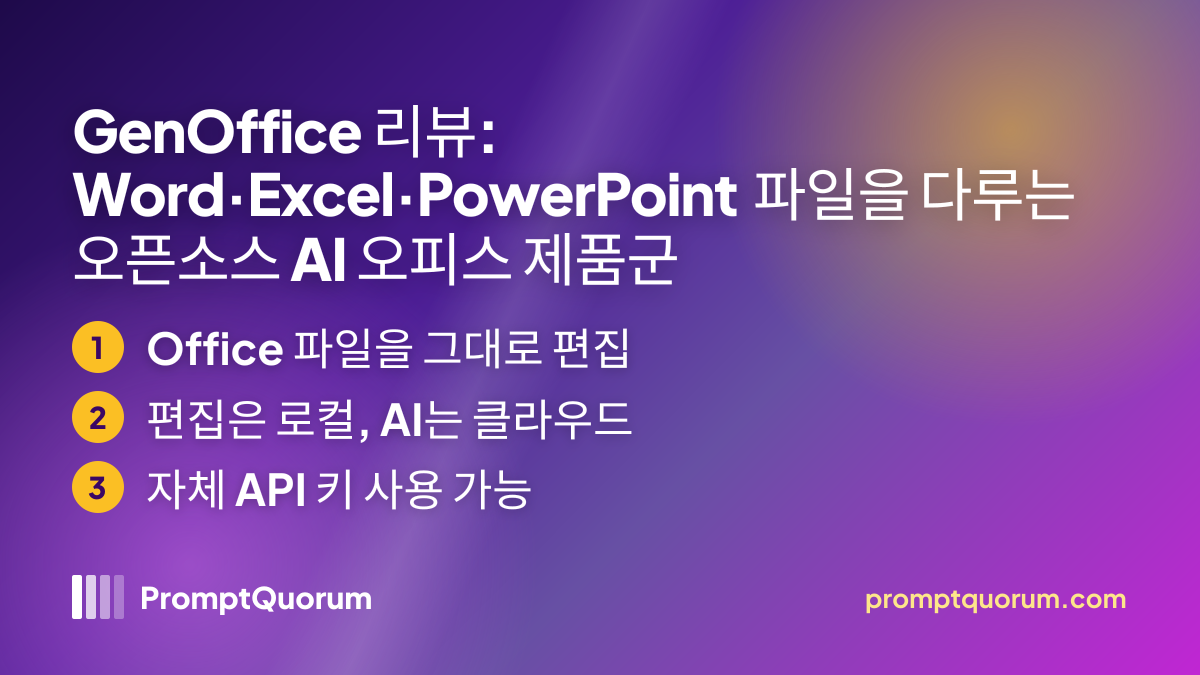 GenOffice 리뷰:
Word·Excel·PowerPoint 파일을 다루는
오픈소스 AI 오피스 제품군
1 Office 파일을 그대로 편집
2 편집은 로컬, AI는 클라우드
3 자체 API 키 사용 가능
PromptQuorum
promptquorum.com